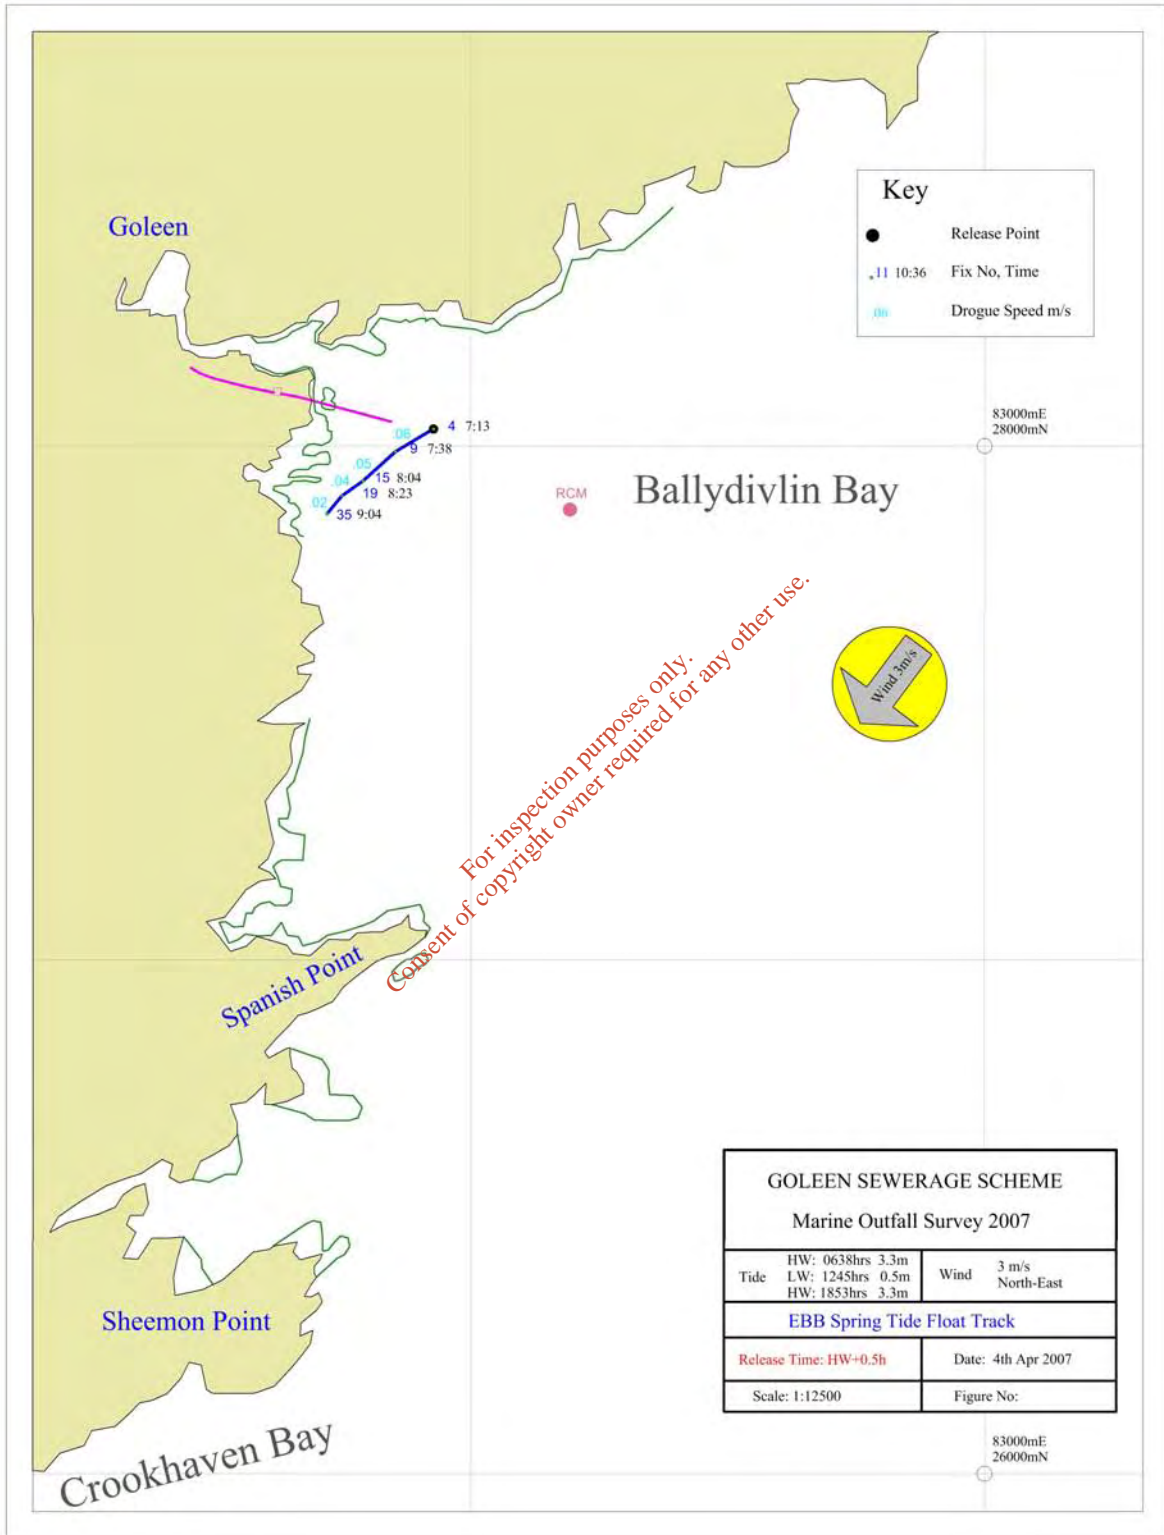 Key
Release Point
.11 10:36 Fix No, Time
.06 Drogue Speed m/s
Goleen
83000mE
28000mN
4 7:13
.06
9 7:38
.05
15 8:04
.04
19 8:23
.02
35 9:04
RCM
Ballydivlin Bay
Wind 3m/s
For inspection purposes only.
Consent of copyright owner required for any other use.
Spanish Point
Sheemon Point
Crookhaven Bay
GOLEEN SEWERAGE SCHEME
Marine Outfall Survey 2007
Tide
HW: 0638hrs 3.3m
LW: 1245hrs 0.5m
HW: 1853hrs 3.3m
Wind
3 m/s
North-East
EBB Spring Tide Float Track
Release Time: HW+0.5h
Date: 4th Apr 2007
Scale: 1:12500
Figure No:
83000mE
26000mN